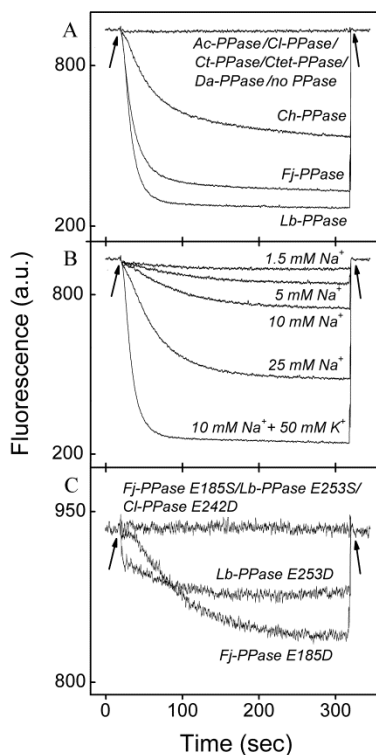 A
Ac-PPase/Cl-PPase/
Ct-PPase/Ctet-PPase/
Da-PPase/no PPase
800
Ch-PPase
Fj-PPase
Lb-PPase
200
B
1.5 mM Na⁺
800
5 mM Na⁺
10 mM Na⁺
25 mM Na⁺
10 mM Na⁺ + 50 mM K⁺
200
Fluorescence (a.u.)
C
Fj-PPase E185S/Lb-PPase E253S/
Cl-PPase E242D
950
Lb-PPase E253D
Fj-PPase E185D
800
0 100 200 300
Time (sec)